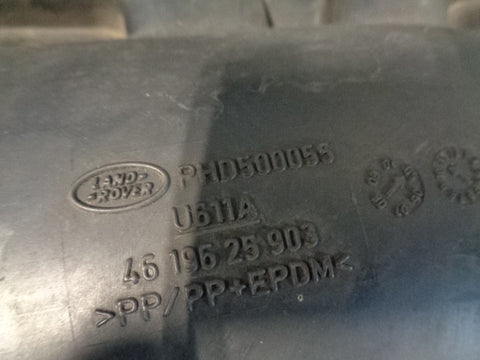 LAND-
ROVER
PHD500055
U611A
46 196 25 903
>PP/PP+EPDM<